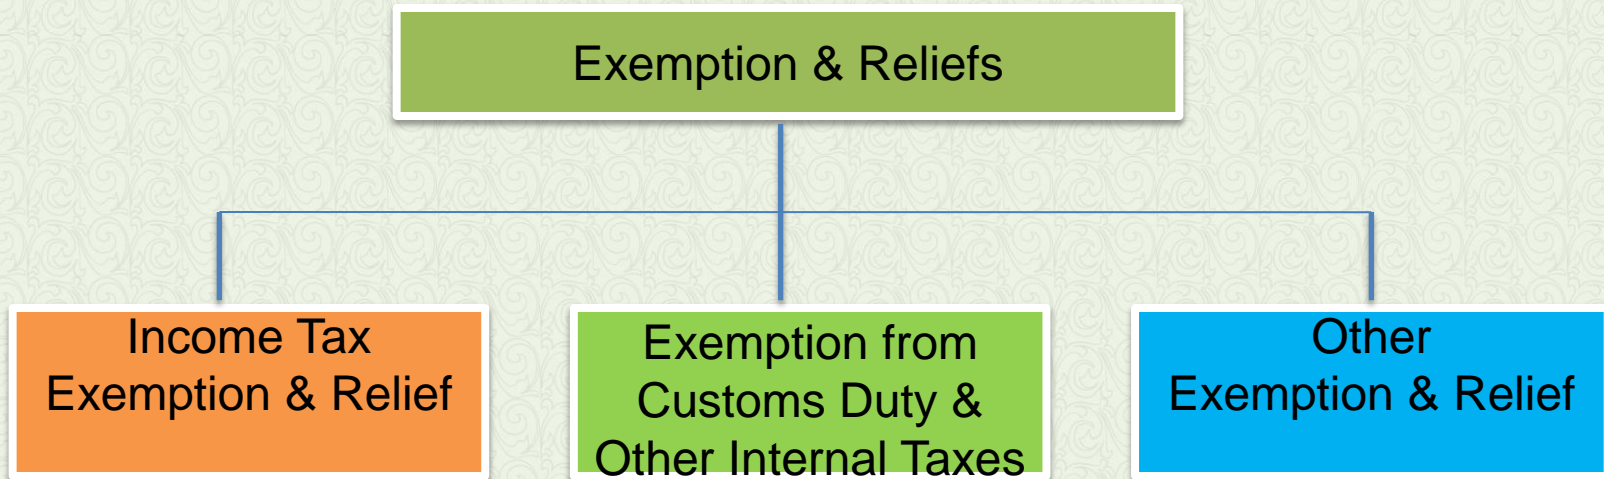 Exemption & Reliefs
Income Tax
Exemption & Relief
Exemption from
Customs Duty &
Other Internal Taxes
Other
Exemption & Relief